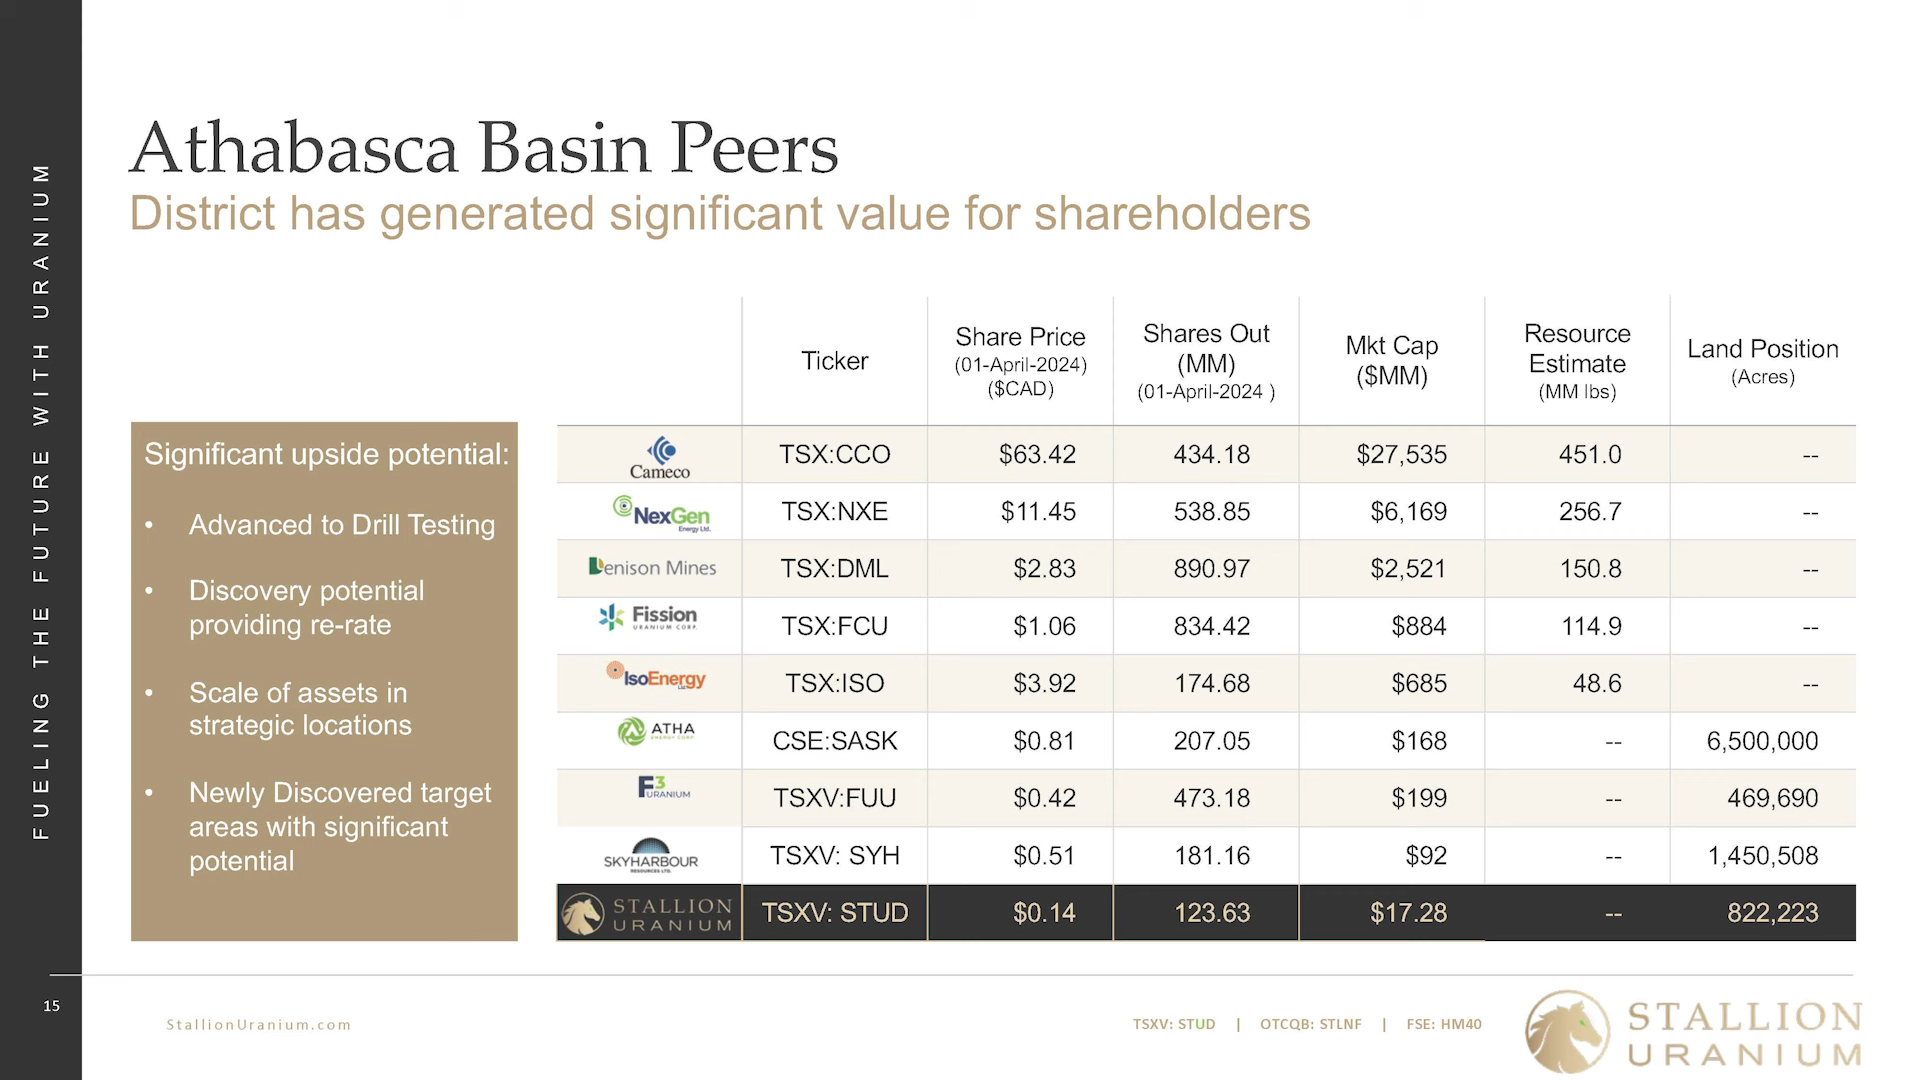 FUELING THE FUTURE WITH URANIUM
Athabasca Basin Peers
District has generated significant value for shareholders
Significant upside potential:
• Advanced to Drill Testing
• Discovery potential
providing re-rate
• Scale of assets in
strategic locations
• Newly Discovered target
areas with significant
potential
Ticker
Share Price
(01-April-2024)
($CAD)
Shares Out
(MM)
(01-April-2024 )
Mkt Cap
($MM)
Resource
Estimate
(MM lbs)
Land Position
(Acres)
Cameco TSX:CCO $63.42 434.18 $27,535 451.0 --
NexGen
Energy Ltd.
TSX:NXE $11.45 538.85 $6,169 256.7 --
Denison Mines TSX:DML $2.83 890.97 $2,521 150.8 --
Fission
URANIUM CORP.
TSX:FCU $1.06 834.42 $884 114.9 --
IsoEnergy
Ltd.
TSX:ISO $3.92 174.68 $685 48.6 --
ATHA
ENERGY CORP.
CSE:SASK $0.81 207.05 $168 -- 6,500,000
F3
URANIUM
TSXV:FUU $0.42 473.18 $199 -- 469,690
SKYHARBOUR
RESOURCES LTD.
TSXV: SYH $0.51 181.16 $92 -- 1,450,508
STALLION
URANIUM
TSXV: STUD $0.14 123.63 $17.28 -- 822,223
15
StallionUranium.com
TSXV: STUD | OTCQB: STLNF | FSE: HM40
STALLION
URANIUM